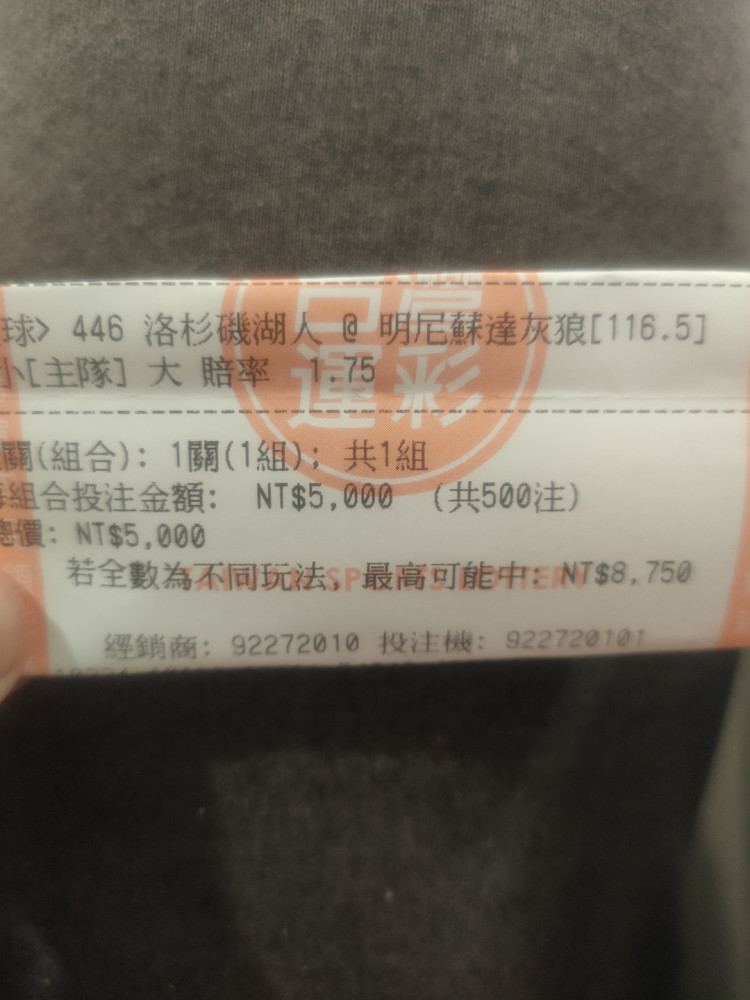 球> 446 洛杉磯湖人 @ 明尼蘇達灰狼[116.5]
小[主隊] 大 賠率 1.75
關(組合): 1關(1組); 共1組
組合投注金額: NT$5,000 (共500注)
總價: NT$5,000
若全數為不同玩法, 最高可能中: NT$8,750
經銷商: 92272010 投注機: 922720101
台灣
運彩